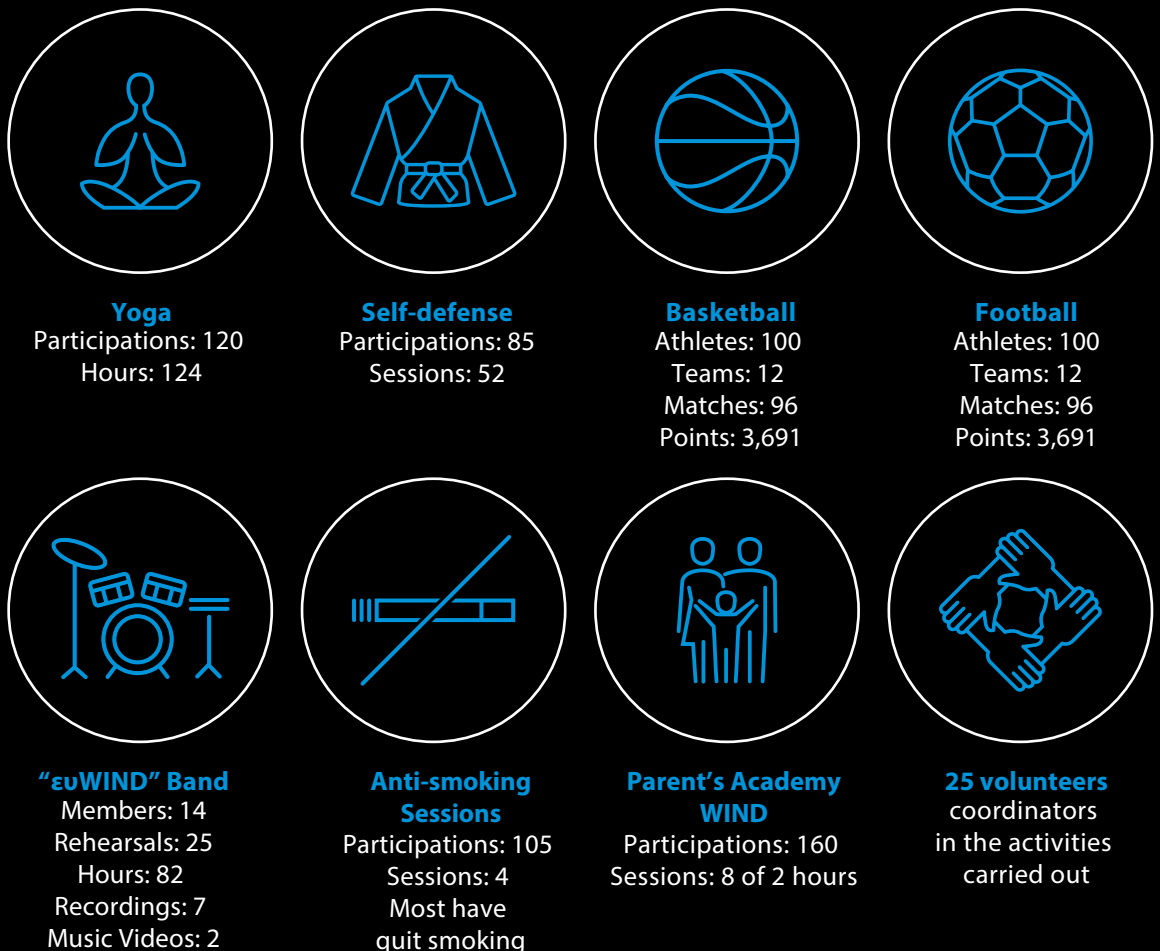 Yoga
Participations: 120
Hours: 124
Self-defense
Participations: 85
Sessions: 52
Basketball
Athletes: 100
Teams: 12
Matches: 96
Points: 3,691
Football
Athletes: 100
Teams: 12
Matches: 96
Points: 3,691
“ευWIND” Band
Members: 14
Rehearsals: 25
Hours: 82
Recordings: 7
Music Videos: 2
Anti-smoking
Sessions
Participations: 105
Sessions: 4
Most have
quit smoking
Parent’s Academy
WIND
Participations: 160
Sessions: 8 of 2 hours
25 volunteers
coordinators
in the activities
carried out